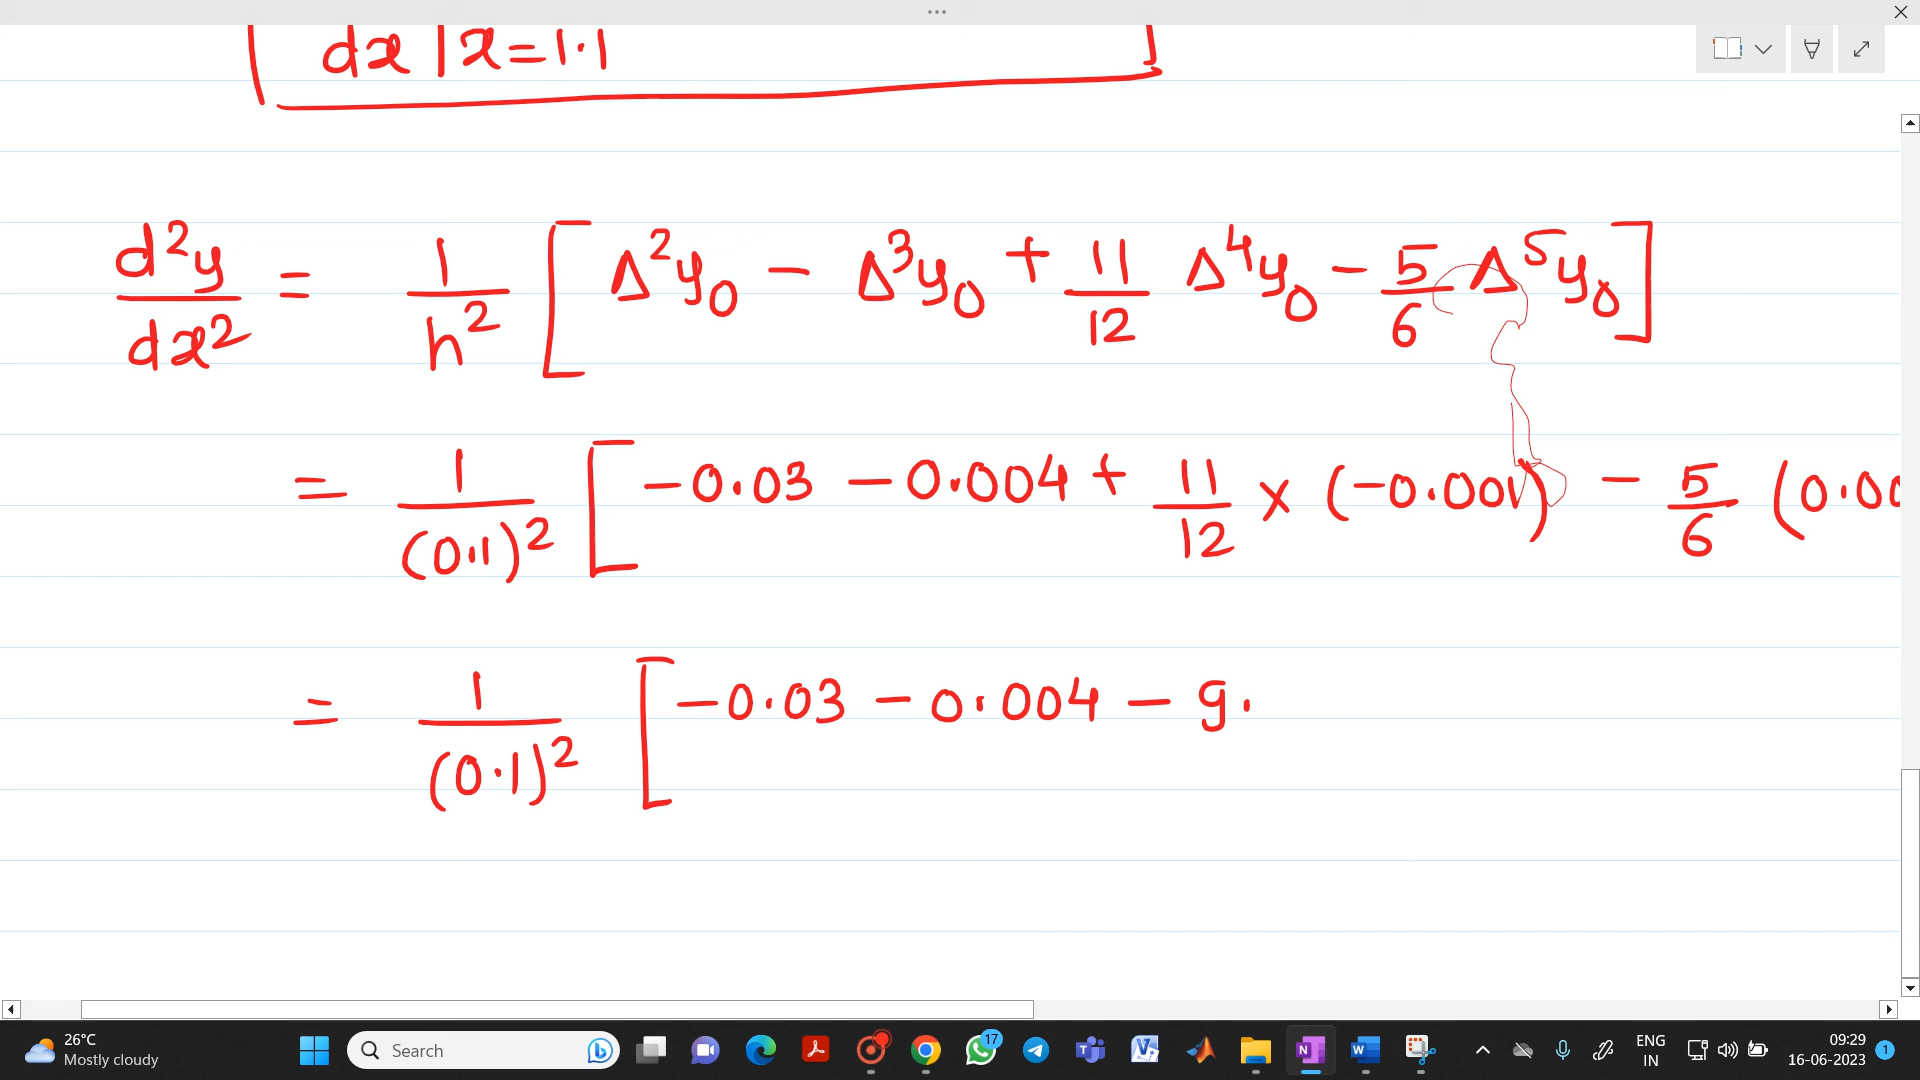 dx | x=1·1
d²y/dx² = 1/h² [ Δ²y₀ − Δ³y₀ + 11/12 Δ⁴y₀ − 5/6 Δ⁵y₀ ]
= 1/(0.1)² [ −0.03 − 0.004 + 11/12 × (−0.001) − 5/6 (0.00
= 1/(0.1)² [ −0.03 − 0.004 − 9.
26°C
Mostly cloudy
Search
17
ENG
IN
09:29
16-06-2023
1